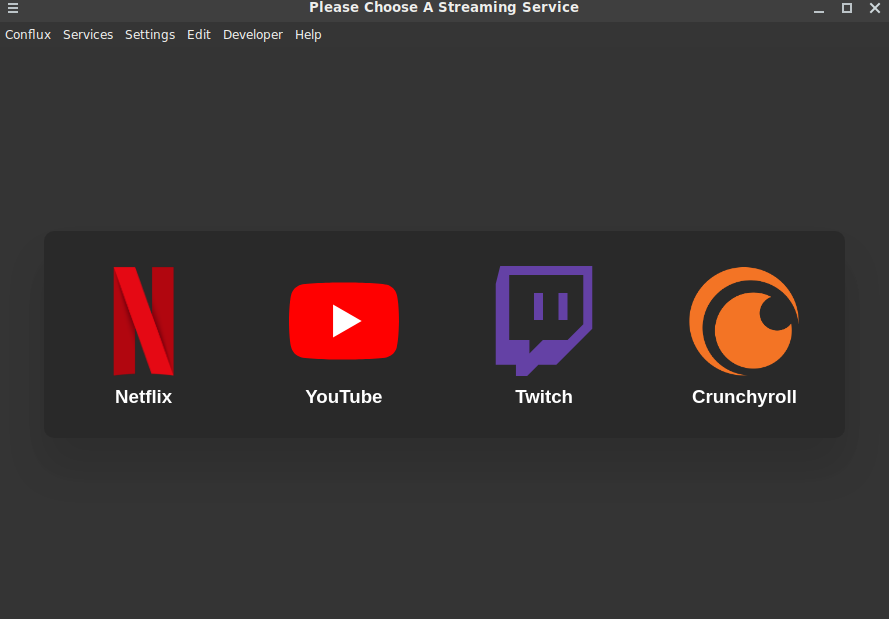 Please Choose A Streaming Service
Conflux Services Settings Edit Developer Help
Netflix YouTube Twitch Crunchyroll